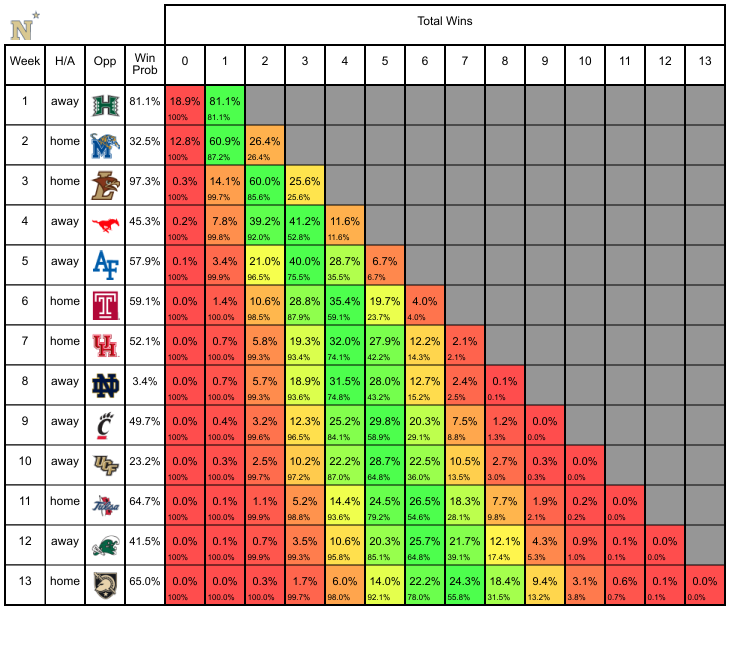 N
Total Wins
Week H/A Opp Win Prob 0 1 2 3 4 5 6 7 8 9 10 11 12 13
1 away H 81.1% 18.9% 81.1%
100% 81.1%
2 home M 32.5% 12.8% 60.9% 26.4%
100% 87.2% 26.4%
3 home L 97.3% 0.3% 14.1% 60.0% 25.6%
100% 99.7% 85.6% 25.6%
4 away 45.3% 0.2% 7.8% 39.2% 41.2% 11.6%
100% 99.8% 92.0% 52.8% 11.6%
5 away AF 57.9% 0.1% 3.4% 21.0% 40.0% 28.7% 6.7%
100% 99.9% 96.5% 75.5% 35.5% 6.7%
6 home T 59.1% 0.0% 1.4% 10.6% 28.8% 35.4% 19.7% 4.0%
100% 100.0% 98.5% 87.9% 59.1% 23.7% 4.0%
7 home UH 52.1% 0.0% 0.7% 5.8% 19.3% 32.0% 27.9% 12.2% 2.1%
100% 100.0% 99.3% 93.4% 74.1% 42.2% 14.3% 2.1%
8 away ND 3.4% 0.0% 0.7% 5.7% 18.9% 31.5% 28.0% 12.7% 2.4% 0.1%
100% 100.0% 99.3% 93.6% 74.8% 43.2% 15.2% 2.5% 0.1%
9 away C 49.7% 0.0% 0.4% 3.2% 12.3% 25.2% 29.8% 20.3% 7.5% 1.2% 0.0%
100% 100.0% 99.6% 96.5% 84.1% 58.9% 29.1% 8.8% 1.3% 0.0%
10 away UCF 23.2% 0.0% 0.3% 2.5% 10.2% 22.2% 28.7% 22.5% 10.5% 2.7% 0.3% 0.0%
100% 100.0% 99.7% 97.2% 87.0% 64.8% 36.0% 13.5% 3.0% 0.3% 0.0%
11 home Tulsa 64.7% 0.0% 0.1% 1.1% 5.2% 14.4% 24.5% 26.5% 18.3% 7.7% 1.9% 0.2% 0.0%
100% 100.0% 99.9% 98.8% 93.6% 79.2% 54.6% 28.1% 9.8% 2.1% 0.2% 0.0%
12 away 41.5% 0.0% 0.1% 0.7% 3.5% 10.6% 20.3% 25.7% 21.7% 12.1% 4.3% 0.9% 0.1% 0.0%
100% 100.0% 99.9% 99.3% 95.8% 85.1% 64.8% 39.1% 17.4% 5.3% 1.0% 0.1% 0.0%
13 home 65.0% 0.0% 0.0% 0.3% 1.7% 6.0% 14.0% 22.2% 24.3% 18.4% 9.4% 3.1% 0.6% 0.1% 0.0%
100% 100.0% 100.0% 99.7% 98.0% 92.1% 78.0% 55.8% 31.5% 13.2% 3.8% 0.7% 0.1% 0.0%